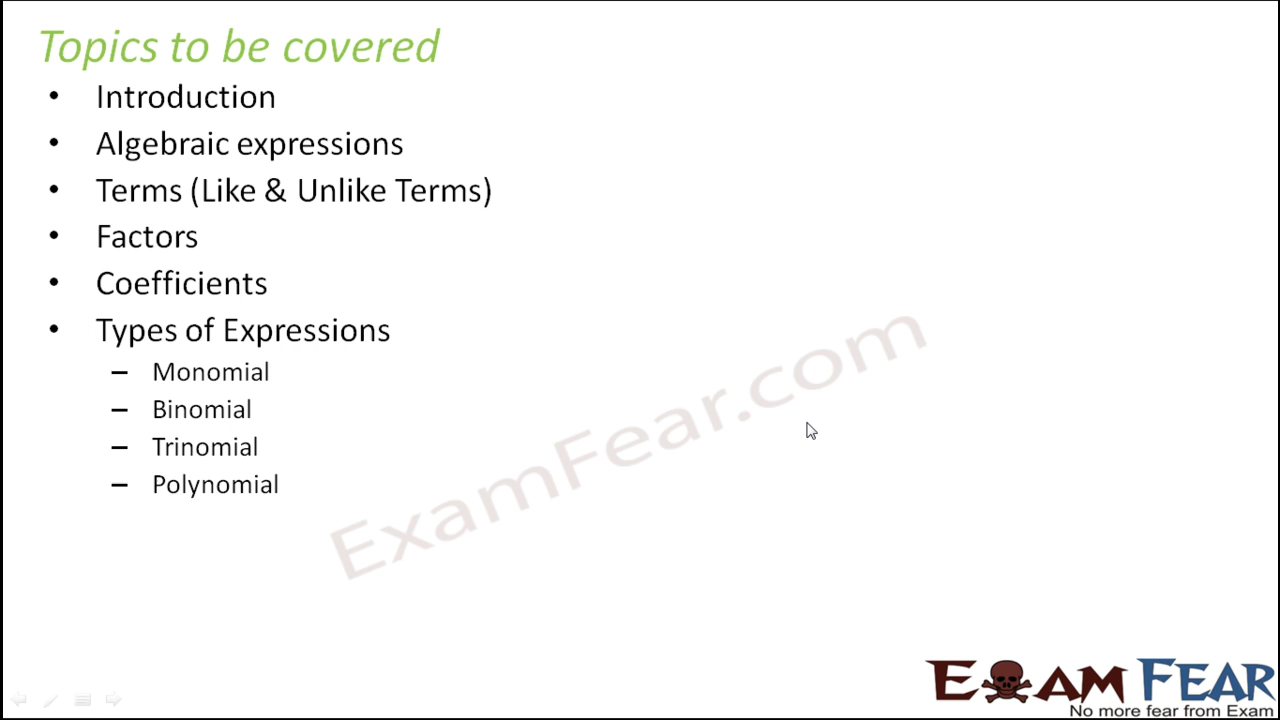 Topics to be covered
• Introduction
• Algebraic expressions
• Terms (Like & Unlike Terms)
• Factors
• Coefficients
• Types of Expressions
– Monomial
– Binomial
– Trinomial
– Polynomial
ExamFear.com
EXAM FEAR
No more fear from Exam